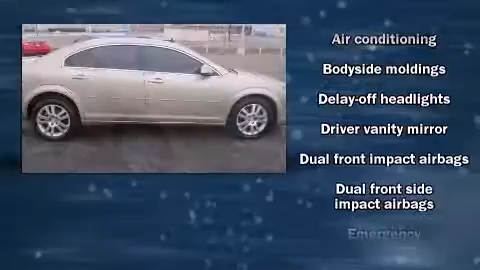 Air conditioning
Bodyside moldings
Delay-off headlights
Driver vanity mirror
Dual front impact airbags
Dual front side
impact airbags
Emergency